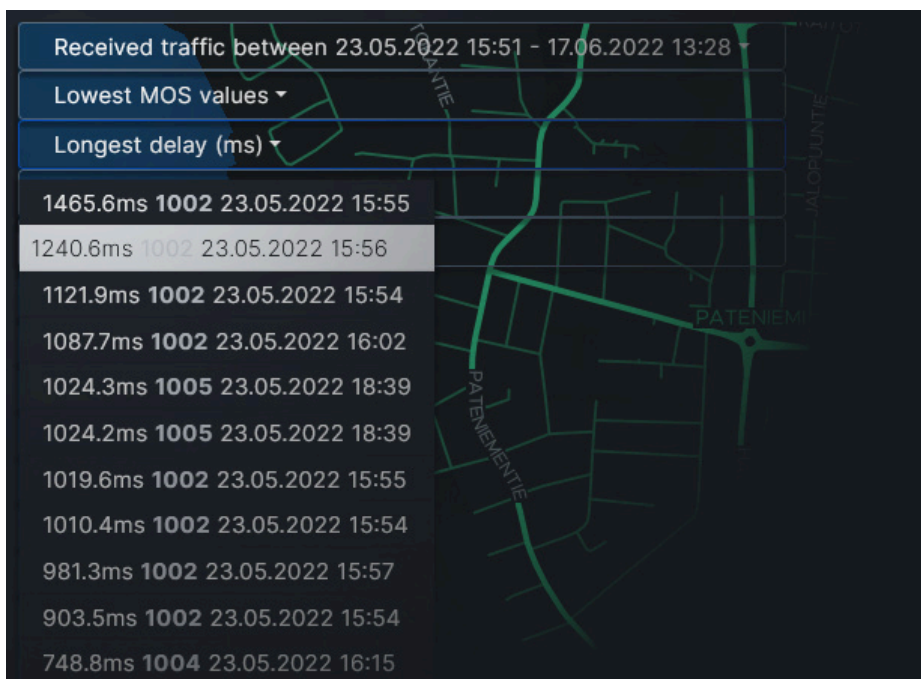 Received traffic between 23.05.2022 15:51 - 17.06.2022 13:28
Lowest MOS values
Longest delay (ms)
1465.6ms 1002 23.05.2022 15:55
1240.6ms 1002 23.05.2022 15:56
1121.9ms 1002 23.05.2022 15:54
1087.7ms 1002 23.05.2022 16:02
1024.3ms 1005 23.05.2022 18:39
1024.2ms 1005 23.05.2022 18:39
1019.6ms 1002 23.05.2022 15:55
1010.4ms 1002 23.05.2022 15:54
981.3ms 1002 23.05.2022 15:57
903.5ms 1002 23.05.2022 15:54
748.8ms 1004 23.05.2022 16:15
JALOPUUNTIE
PATENIEMI
PATENIEMENTIE